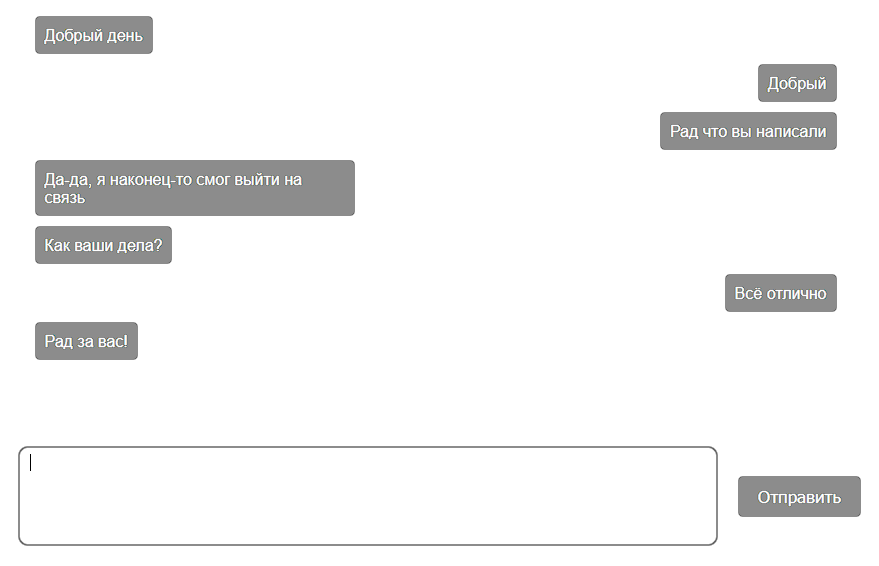 Добрый день
Добрый
Рад что вы написали
Да-да, я наконец-то смог выйти на
связь
Как ваши дела?
Всё отлично
Рад за вас!
Отправить